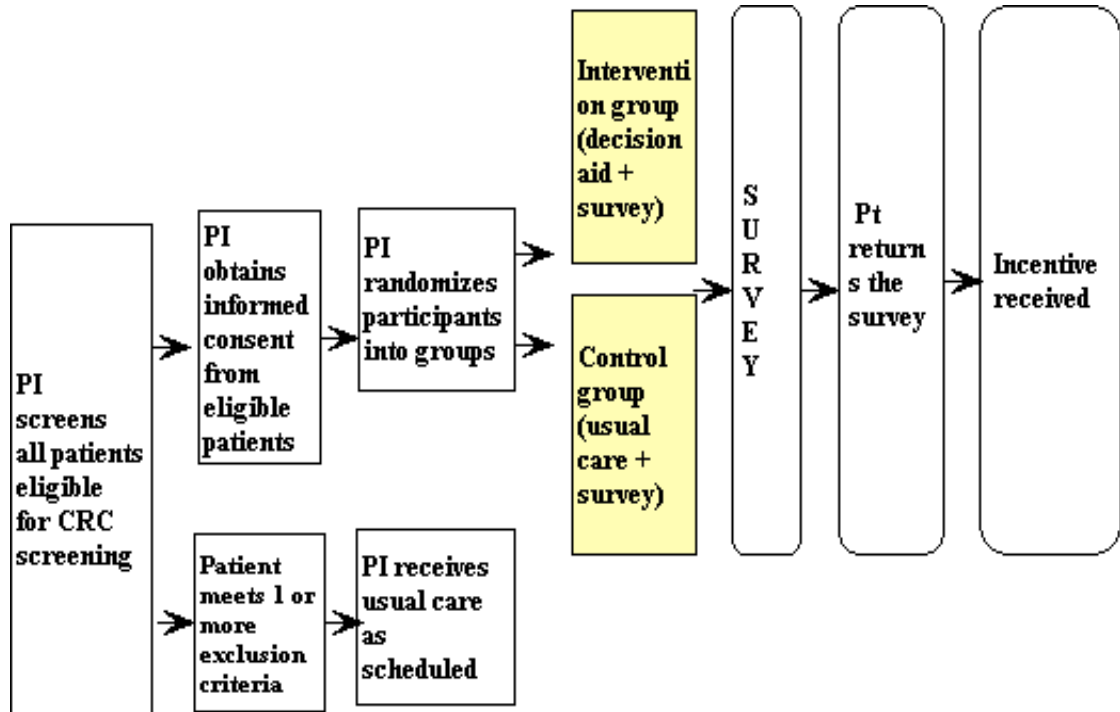 PI
screens
all patients
eligible
for CRC
screening
PI
obtains
informed
consent
from
eligible
patients
PI
randomizes
participants
into groups
Interventi
on group
(decision
aid +
survey)
Control
group
(usual
care +
survey)
S
U
R
V
E
Y
Pt
return
s the
survey
Incentive
received
Patient
meets 1 or
more
exclusion
criteria
PI receives
usual care
as
scheduled